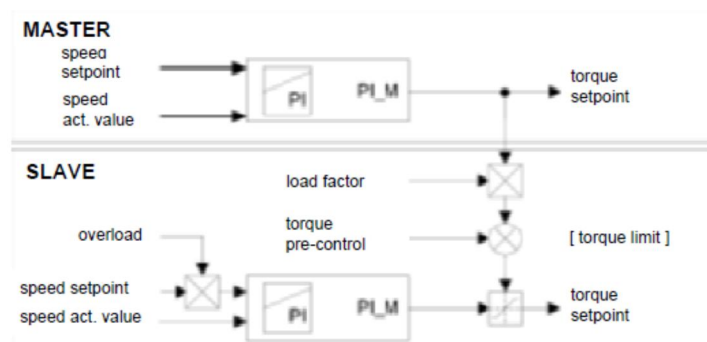 MASTER
speed
setpoint
PI
PI_M
torque
setpoint
speed
act. value
SLAVE
load factor
overload
torque
pre-control
[ torque limit ]
speed setpoint
speed act. value
PI
PI_M
torque
setpoint